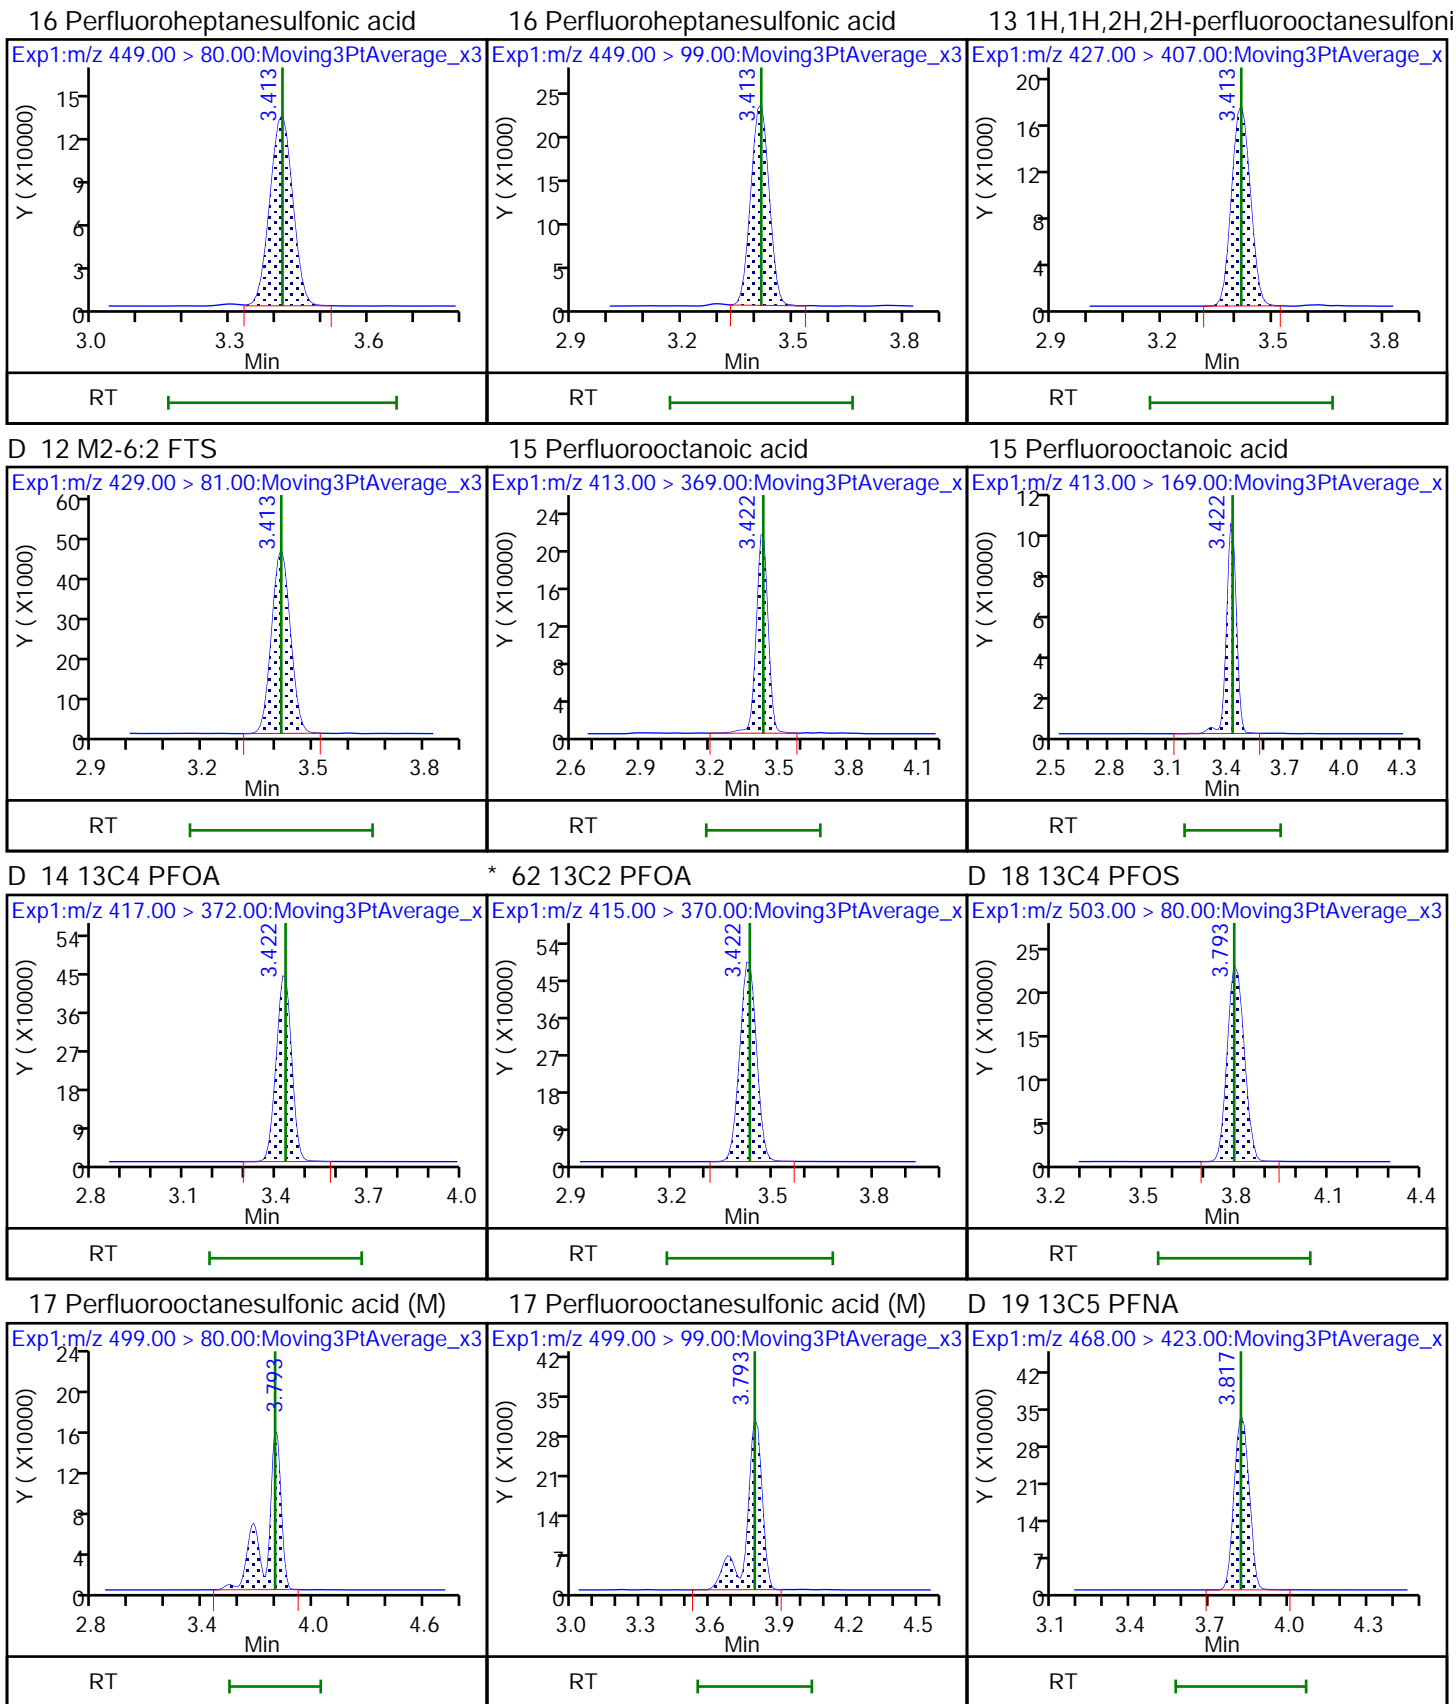 16 Perfluoroheptanesulfonic acid
Exp1:m/z 449.00 > 80.00:Moving3PtAverage_x3
3.413
Y ( X10000)
15
12
9
6
3
0
3.0 3.3 3.6
Min
RT
16 Perfluoroheptanesulfonic acid
Exp1:m/z 449.00 > 99.00:Moving3PtAverage_x3
3.413
Y ( X1000)
25
20
15
10
5
0
2.9 3.2 3.5 3.8
Min
RT
13 1H,1H,2H,2H-perfluorooctanesulfoni
Exp1:m/z 427.00 > 407.00:Moving3PtAverage_x
3.413
Y ( X10000)
20
16
12
8
4
0
2.9 3.2 3.5 3.8
Min
RT
D 12 M2-6:2 FTS
Exp1:m/z 429.00 > 81.00:Moving3PtAverage_x3
3.413
Y ( X1000)
60
50
40
30
20
10
0
2.9 3.2 3.5 3.8
Min
RT
15 Perfluorooctanoic acid
Exp1:m/z 413.00 > 369.00:Moving3PtAverage_x
3.422
Y ( X10000)
24
20
16
12
8
4
0
2.6 2.9 3.2 3.5 3.8 4.1
Min
RT
15 Perfluorooctanoic acid
Exp1:m/z 413.00 > 169.00:Moving3PtAverage_x
3.422
Y ( X10000)
12
10
8
6
4
2
0
2.5 2.8 3.1 3.4 3.7 4.0 4.3
Min
RT
D 14 13C4 PFOA
Exp1:m/z 417.00 > 372.00:Moving3PtAverage_x
3.422
Y ( X10000)
54
45
36
27
18
9
0
2.8 3.1 3.4 3.7 4.0
Min
RT
* 62 13C2 PFOA
Exp1:m/z 415.00 > 370.00:Moving3PtAverage_x
3.422
Y ( X10000)
54
45
36
27
18
9
0
2.9 3.2 3.5 3.8
Min
RT
D 18 13C4 PFOS
Exp1:m/z 503.00 > 80.00:Moving3PtAverage_x3
3.793
Y ( X10000)
25
20
15
10
5
0
3.2 3.5 3.8 4.1 4.4
Min
RT
17 Perfluorooctanesulfonic acid (M)
Exp1:m/z 499.00 > 80.00:Moving3PtAverage_x3
3.793
Y ( X10000)
24
20
16
12
8
4
0
2.8 3.4 4.0 4.6
Min
RT
17 Perfluorooctanesulfonic acid (M)
Exp1:m/z 499.00 > 99.00:Moving3PtAverage_x3
3.793
Y ( X1000)
42
35
28
21
14
7
0
3.0 3.3 3.6 3.9 4.2 4.5
Min
RT
D 19 13C5 PFNA
Exp1:m/z 468.00 > 423.00:Moving3PtAverage_x
3.817
Y ( X10000)
42
35
28
21
14
7
0
3.1 3.4 3.7 4.0 4.3
Min
RT